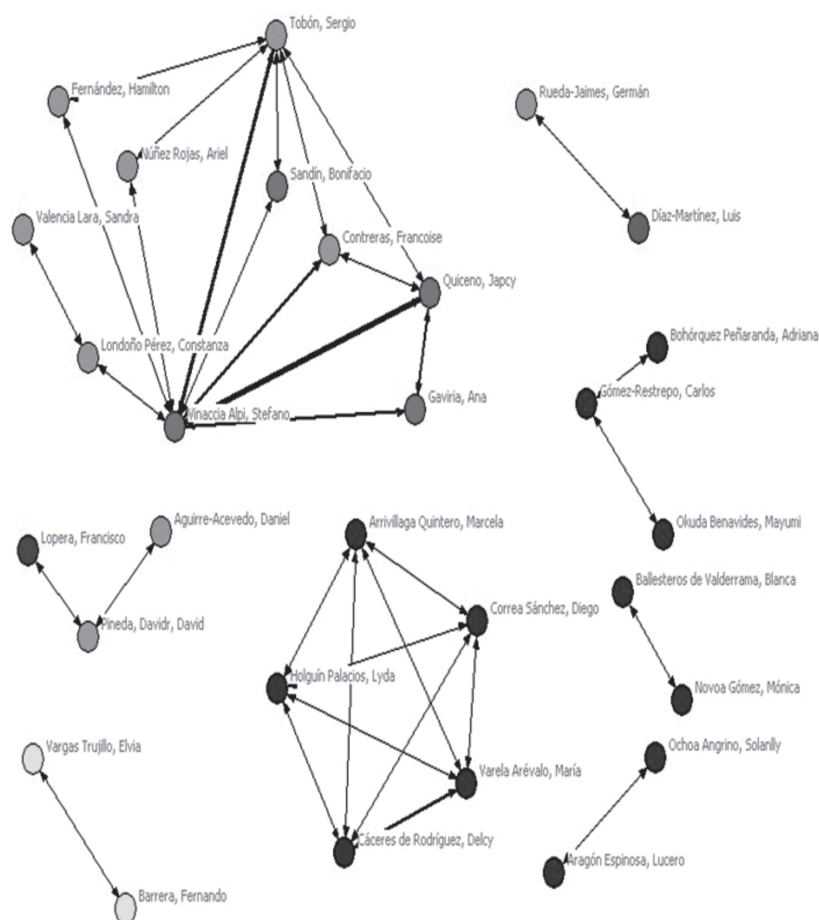 Tobón, Sergio
Fernández, Hamilton
Rueda-Jaimes, Germán
Núñez Rojas, Ariel
Sandín, Bonifacio
Valencia Lara, Sandra
Díaz-Martínez, Luis
Contreras, Francoise
Quiceno, Japcy
Bohórquez Peñaranda, Adriana
Londoño Pérez, Constanza
Gómez-Restrepo, Carlos
Gaviria, Ana
Vinaccia Alpi, Stefano
Aguirre-Acevedo, Daniel
Arrivillaga Quintero, Marcela
Okuda Benavides, Mayumi
Lopera, Francisco
Ballesteros de Valderrama, Blanca
Correa Sánchez, Diego
Pineda, Davidr, David
Holguín Palacios, Lyda
Novoa Gómez, Mónica
Vargas Trujillo, Elvia
Ochoa Angrino, Solanlly
Varela Arévalo, María
Cáceres de Rodríguez, Delcy
Aragón Espinosa, Lucero
Barrera, Fernando